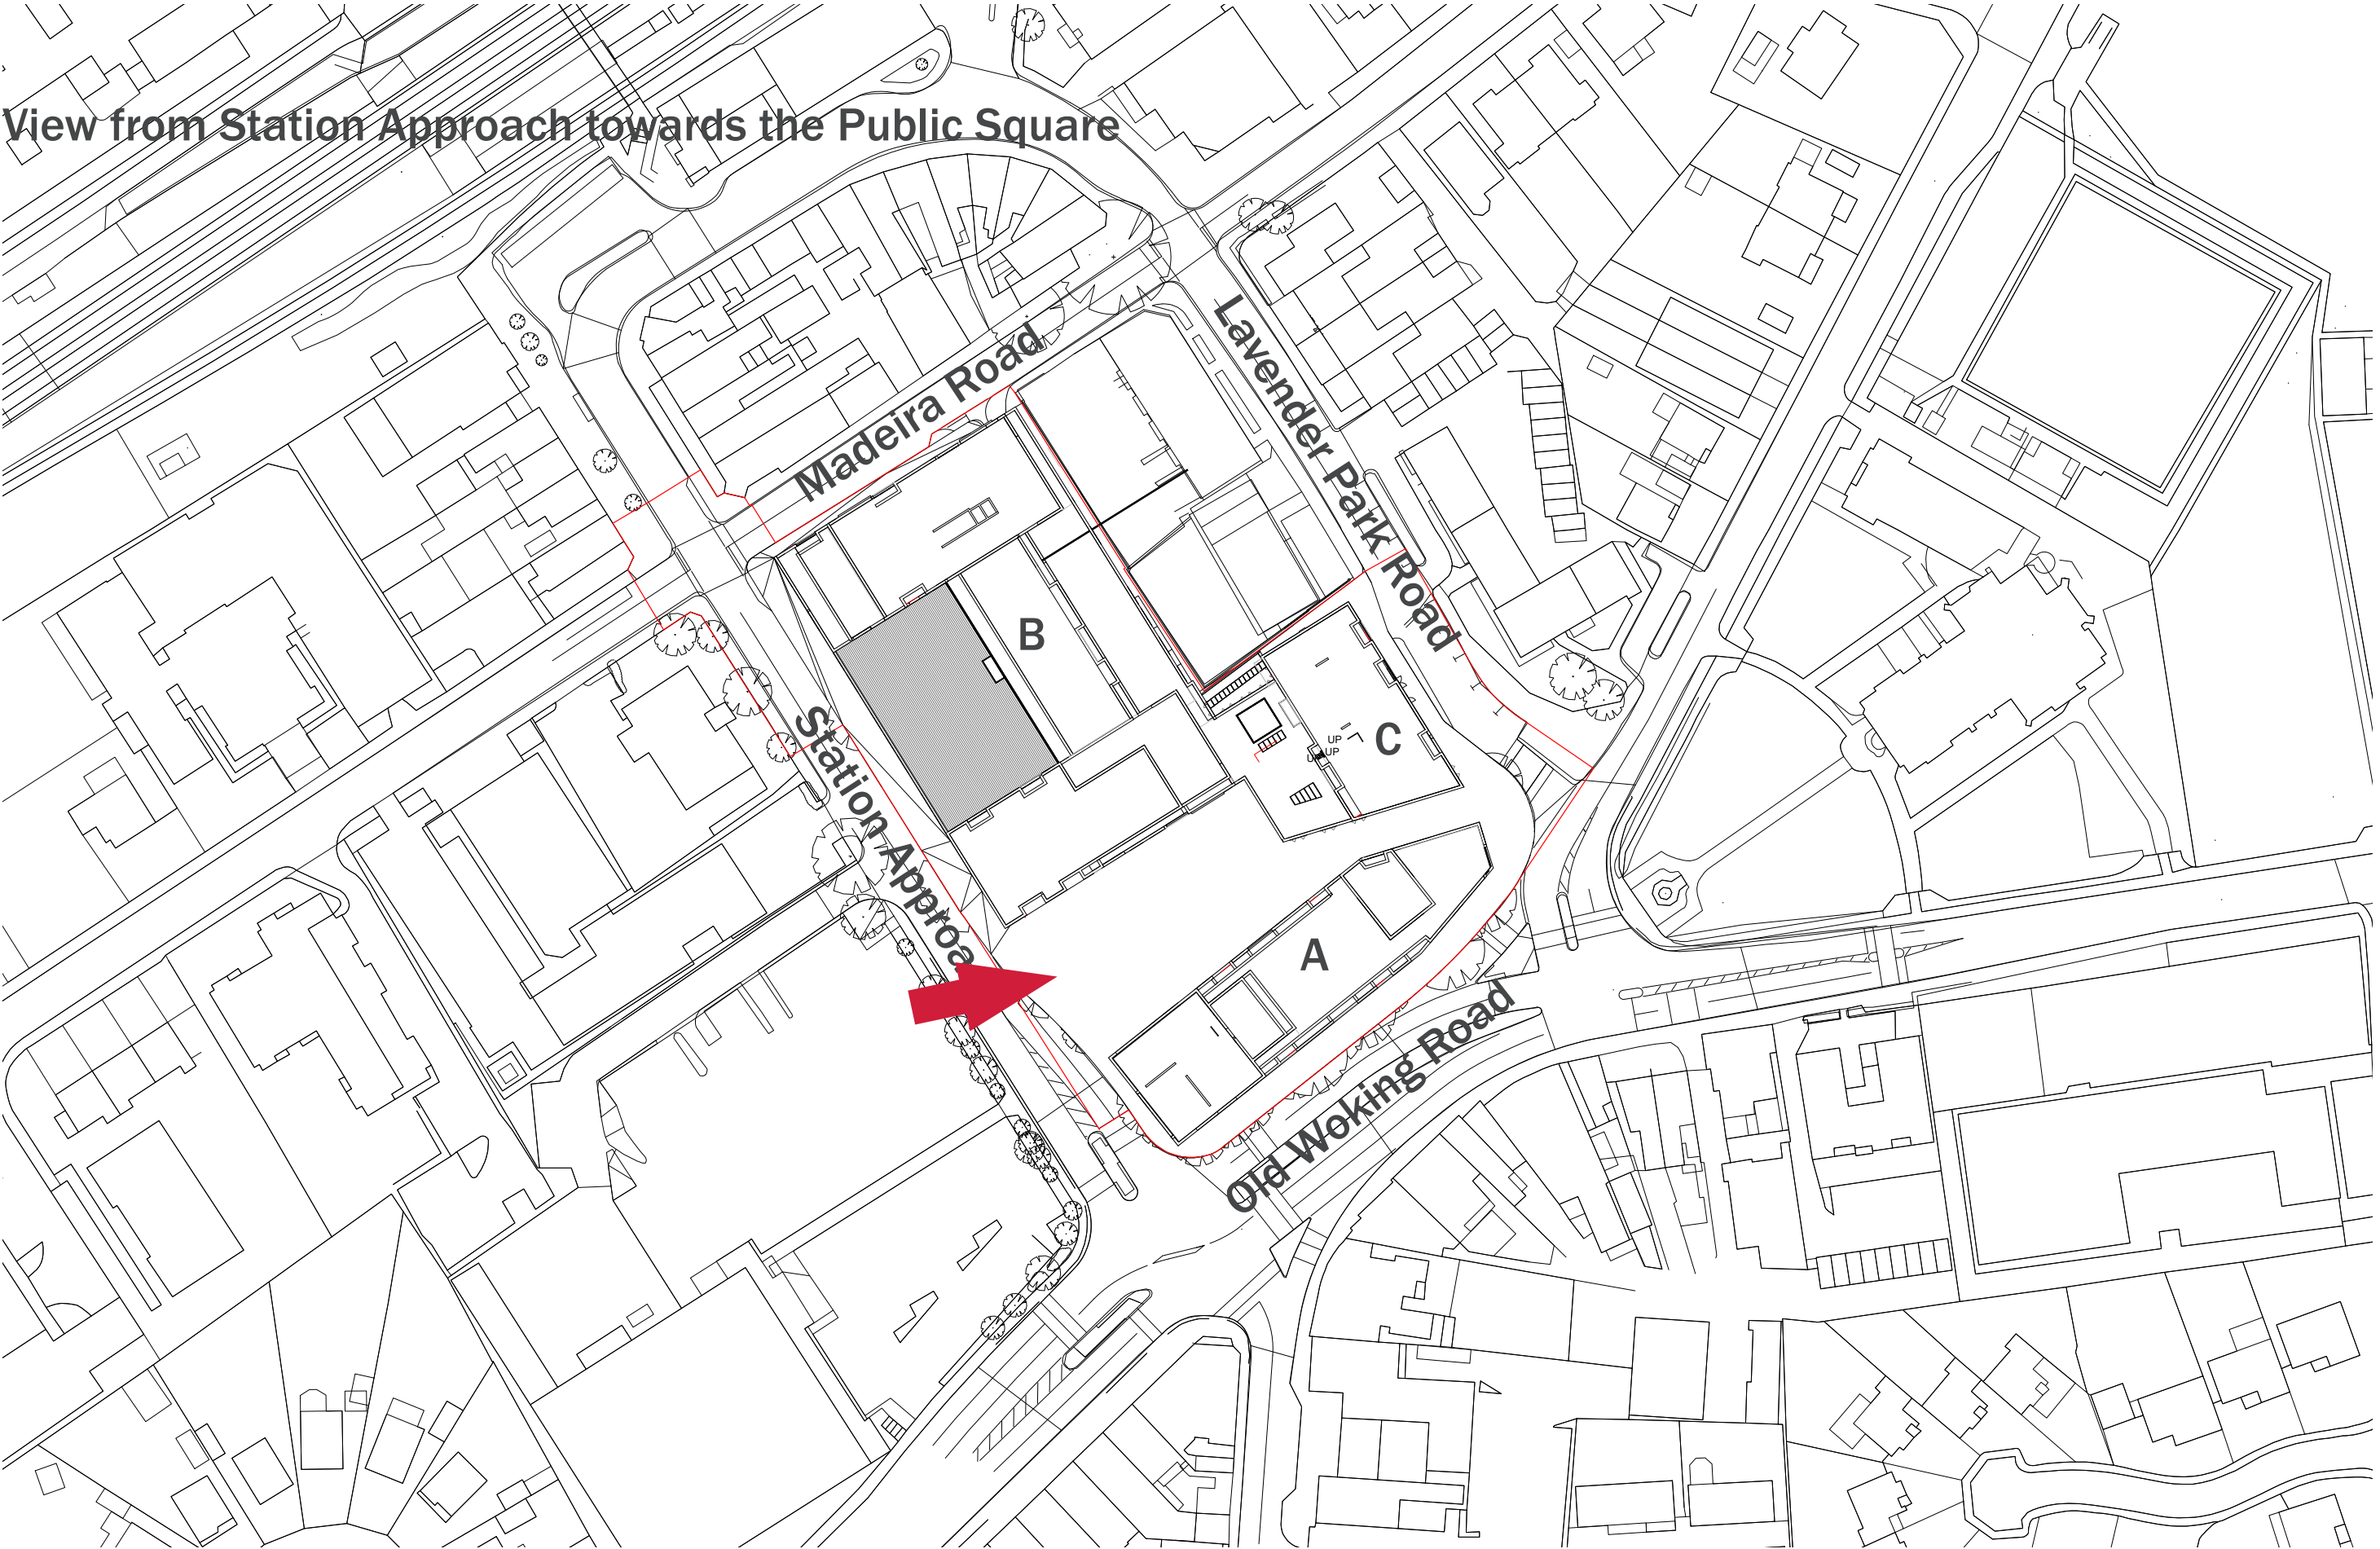 View from Station Approach towards the Public Square
Madeira Road
Lavender Park Road
B
Station Approa
C
UP
UP
A
Old Woking Road